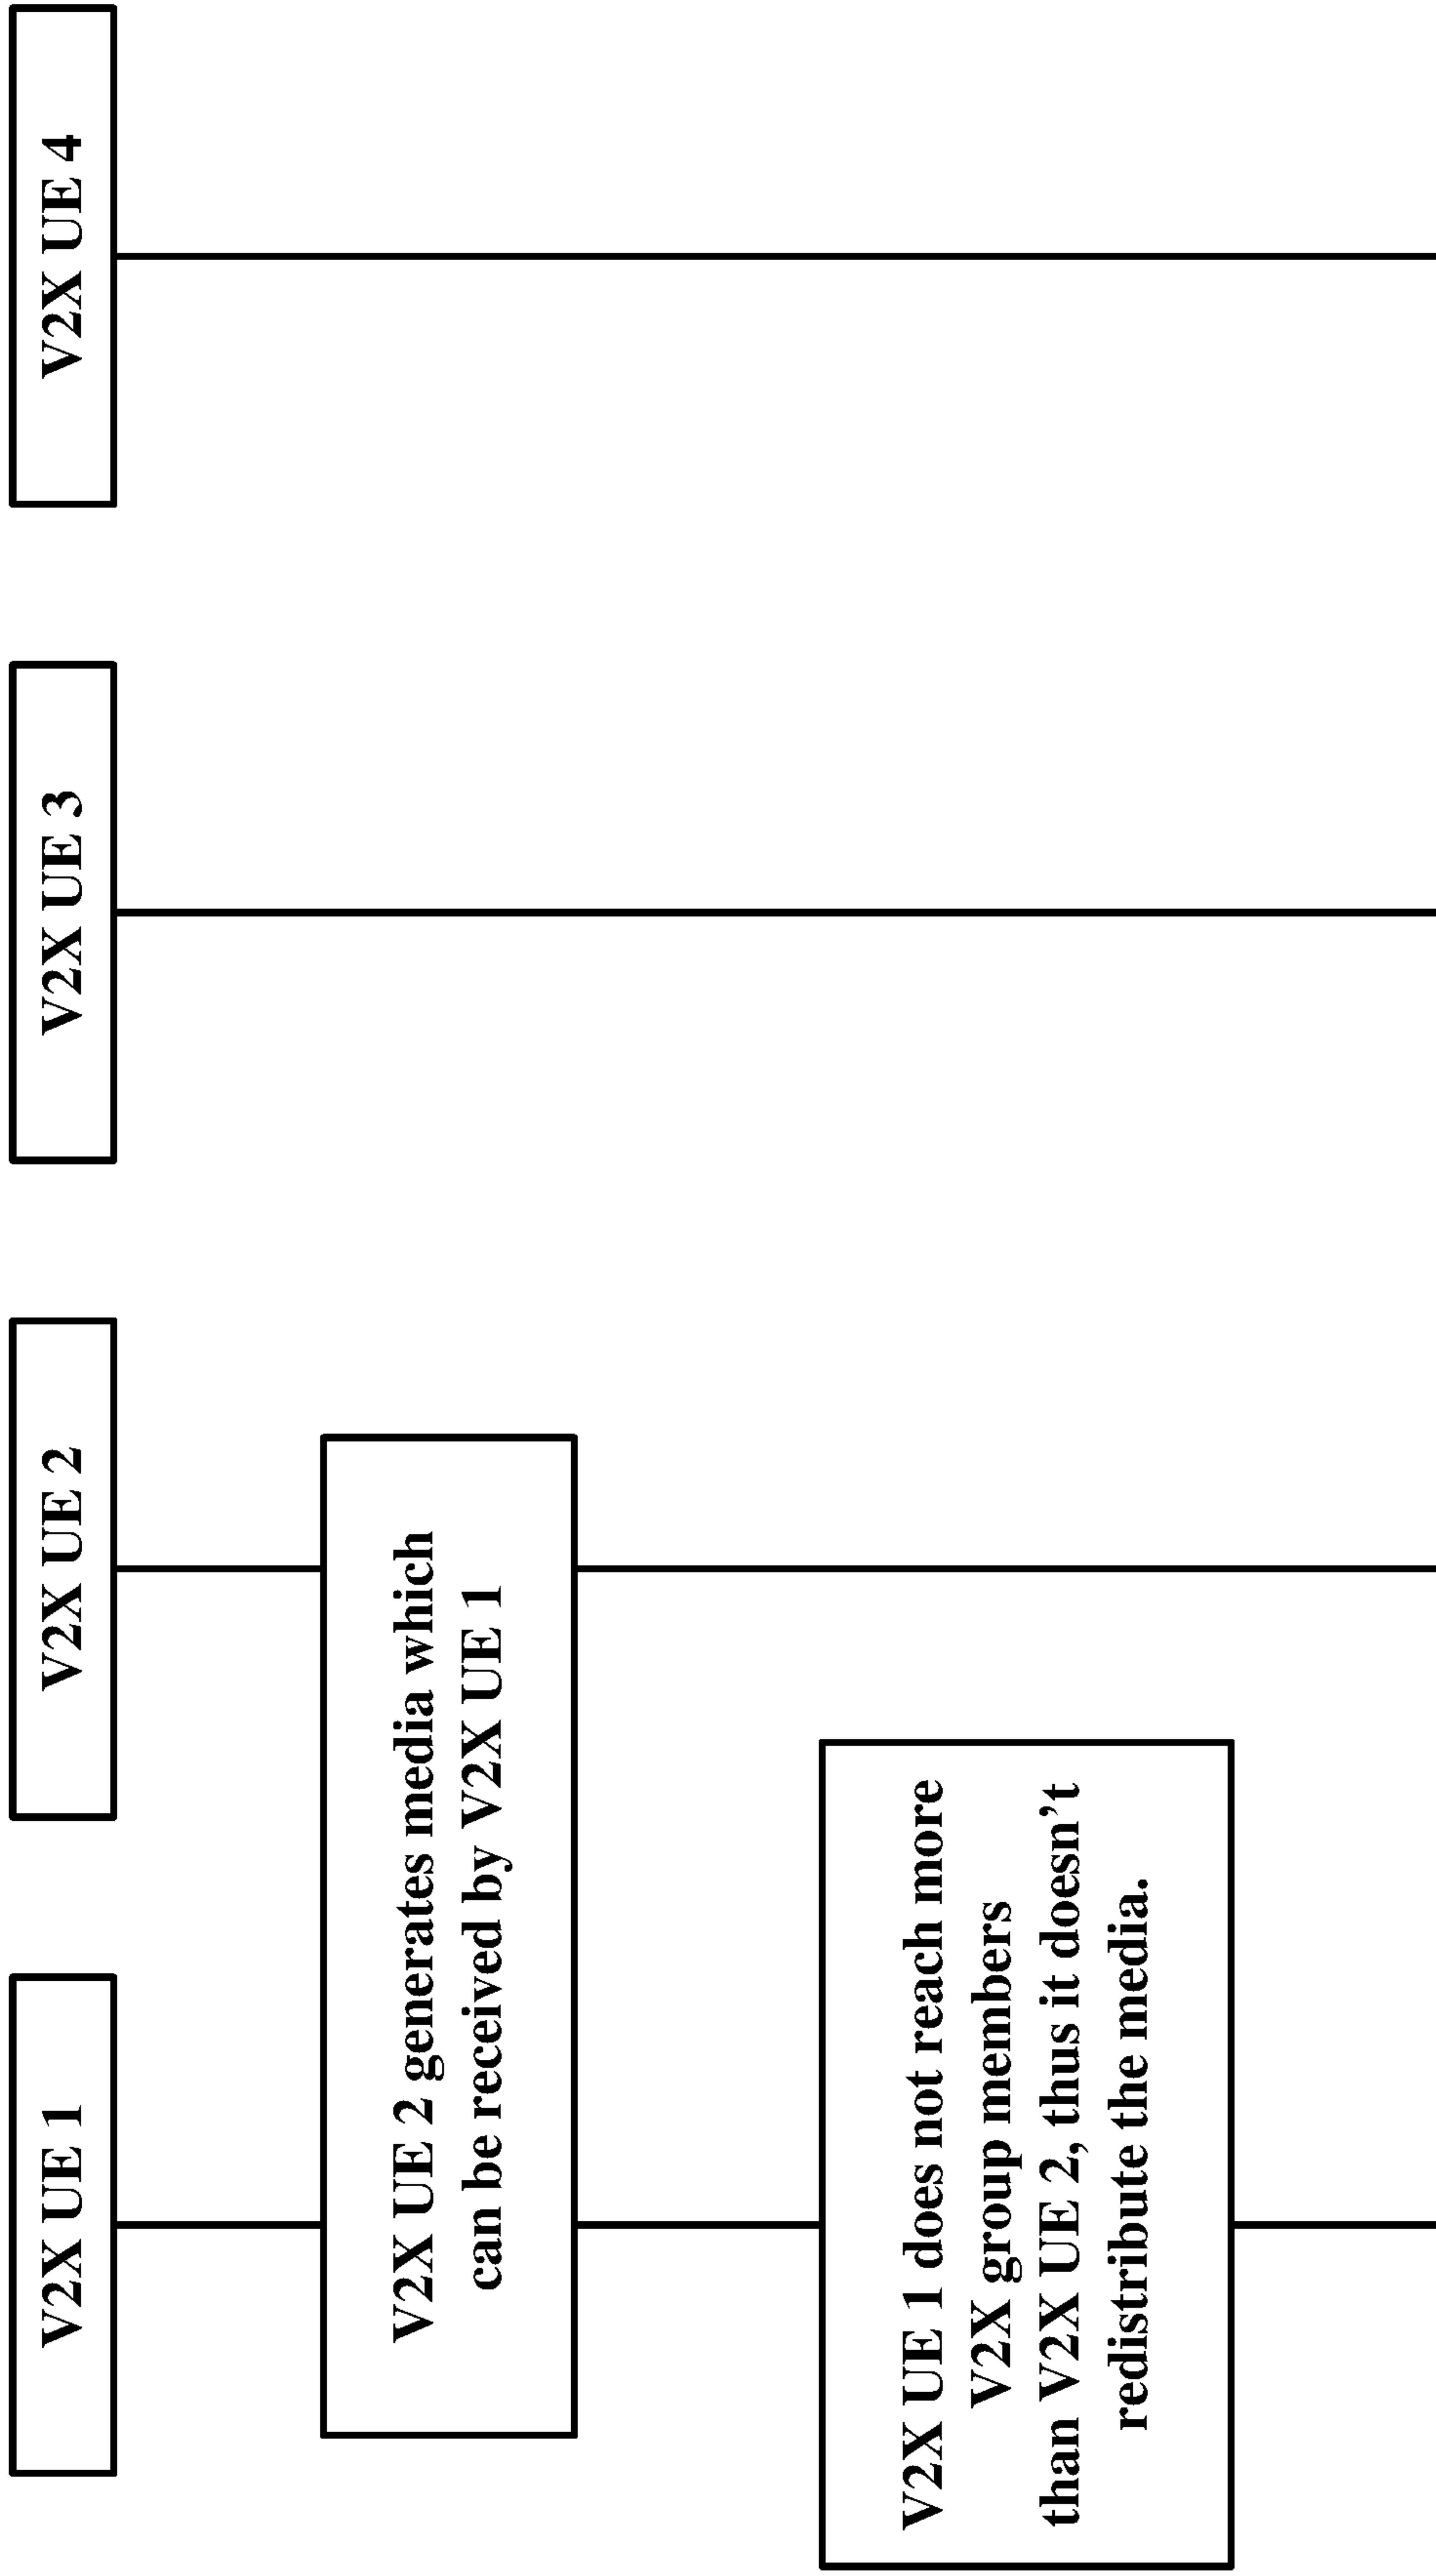 V2X UE 1
V2X UE 2
V2X UE 3
V2X UE 4
V2X UE 2 generates media which
can be received by V2X UE 1
V2X UE 1 does not reach more
V2X group members
than V2X UE 2, thus it doesn't
redistribute the media.